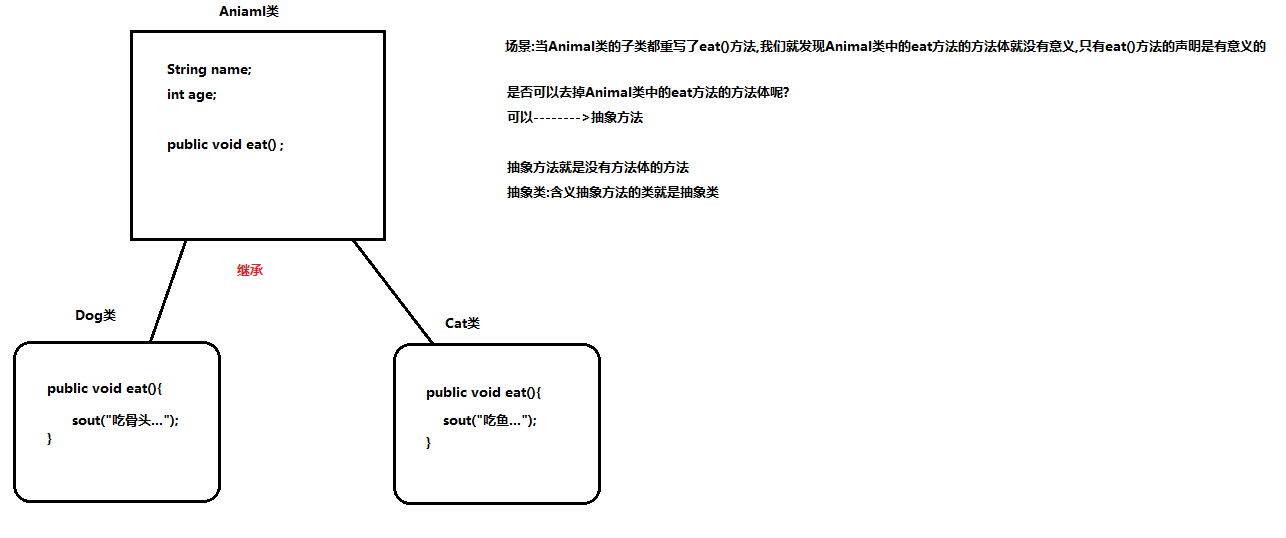 Aniaml类
String name;
int age;
public void eat() ;
继承
Dog类
public void eat(){
sout("吃骨头...");
}
Cat类
public void eat(){
sout("吃鱼...");
}
场景:当Animal类的子类都重写了eat()方法,我们就发现Animal类中的eat方法的方法体就没有意义,只有eat()方法的声明是有意义的
是否可以去掉Animal类中的eat方法的方法体呢?
可以-------->抽象方法
抽象方法就是没有方法体的方法
抽象类:含义抽象方法的类就是抽象类